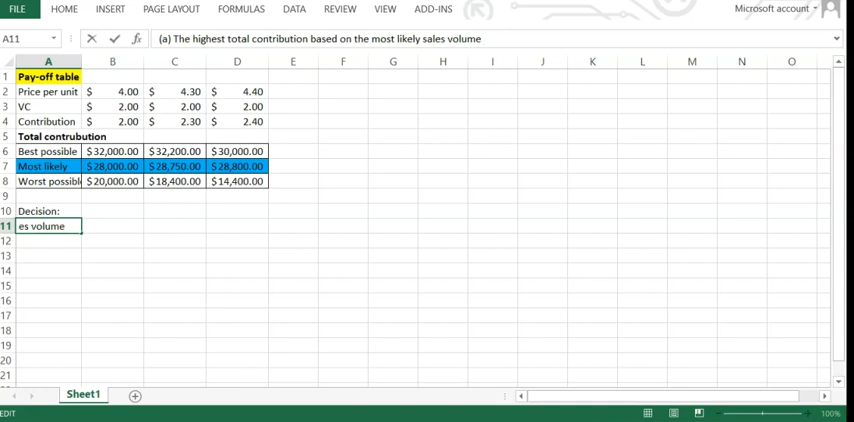 FILE HOME INSERT PAGE LAYOUT FORMULAS DATA REVIEW VIEW ADD-INS Microsoft account
A11 fx (a) The highest total contribution based on the most likely sales volume
A B C D E F G H I J K L M N O
1 Pay-off table
2 Price per unit $ 4.00 $ 4.30 $ 4.40
3 VC $ 2.00 $ 2.00 $ 2.00
4 Contribution $ 2.00 $ 2.30 $ 2.40
5 Total contrubution
6 Best possible $32,000.00 $32,200.00 $30,000.00
7 Most likely $28,000.00 $28,750.00 $28,800.00
8 Worst possibl $20,000.00 $18,400.00 $14,400.00
9
10 Decision:
11 es volume
12
13
14
15
16
17
18
19
20
21
Sheet1
EDIT 100%